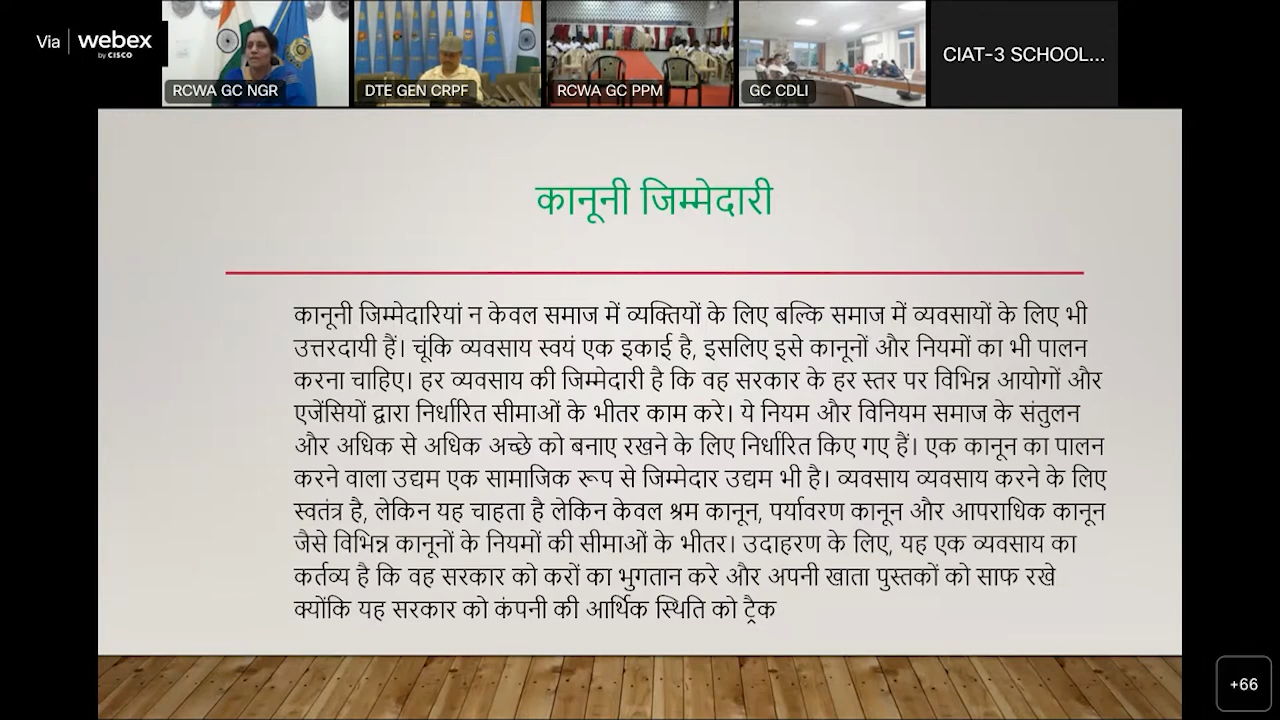 Via webex
by CISCO
RCWA GC NGR
DTE GEN CRPF
RCWA GC PPM
GC CDLI
CIAT-3 SCHOOL...
कानूनी जिम्मेदारी
कानूनी जिम्मेदारियां न केवल समाज में व्यक्तियों के लिए बल्कि समाज में व्यवसायों के लिए भी
उत्तरदायी हैं। चूंकि व्यवसाय स्वयं एक इकाई है, इसलिए इसे कानूनों और नियमों का भी पालन
करना चाहिए। हर व्यवसाय की जिम्मेदारी है कि वह सरकार के हर स्तर पर विभिन्न आयोगों और
एजेंसियों द्वारा निर्धारित सीमाओं के भीतर काम करे। ये नियम और विनियम समाज के संतुलन
और अधिक से अधिक अच्छे को बनाए रखने के लिए निर्धारित किए गए हैं। एक कानून का पालन
करने वाला उद्यम एक सामाजिक रूप से जिम्मेदार उद्यम भी है। व्यवसाय व्यवसाय करने के लिए
स्वतंत्र है, लेकिन यह चाहता है लेकिन केवल श्रम कानून, पर्यावरण कानून और आपराधिक कानून
जैसे विभिन्न कानूनों के नियमों की सीमाओं के भीतर। उदाहरण के लिए, यह एक व्यवसाय का
कर्तव्य है कि वह सरकार को करों का भुगतान करे और अपनी खाता पुस्तकों को साफ रखे
क्योंकि यह सरकार को कंपनी की आर्थिक स्थिति को ट्रैक
+66